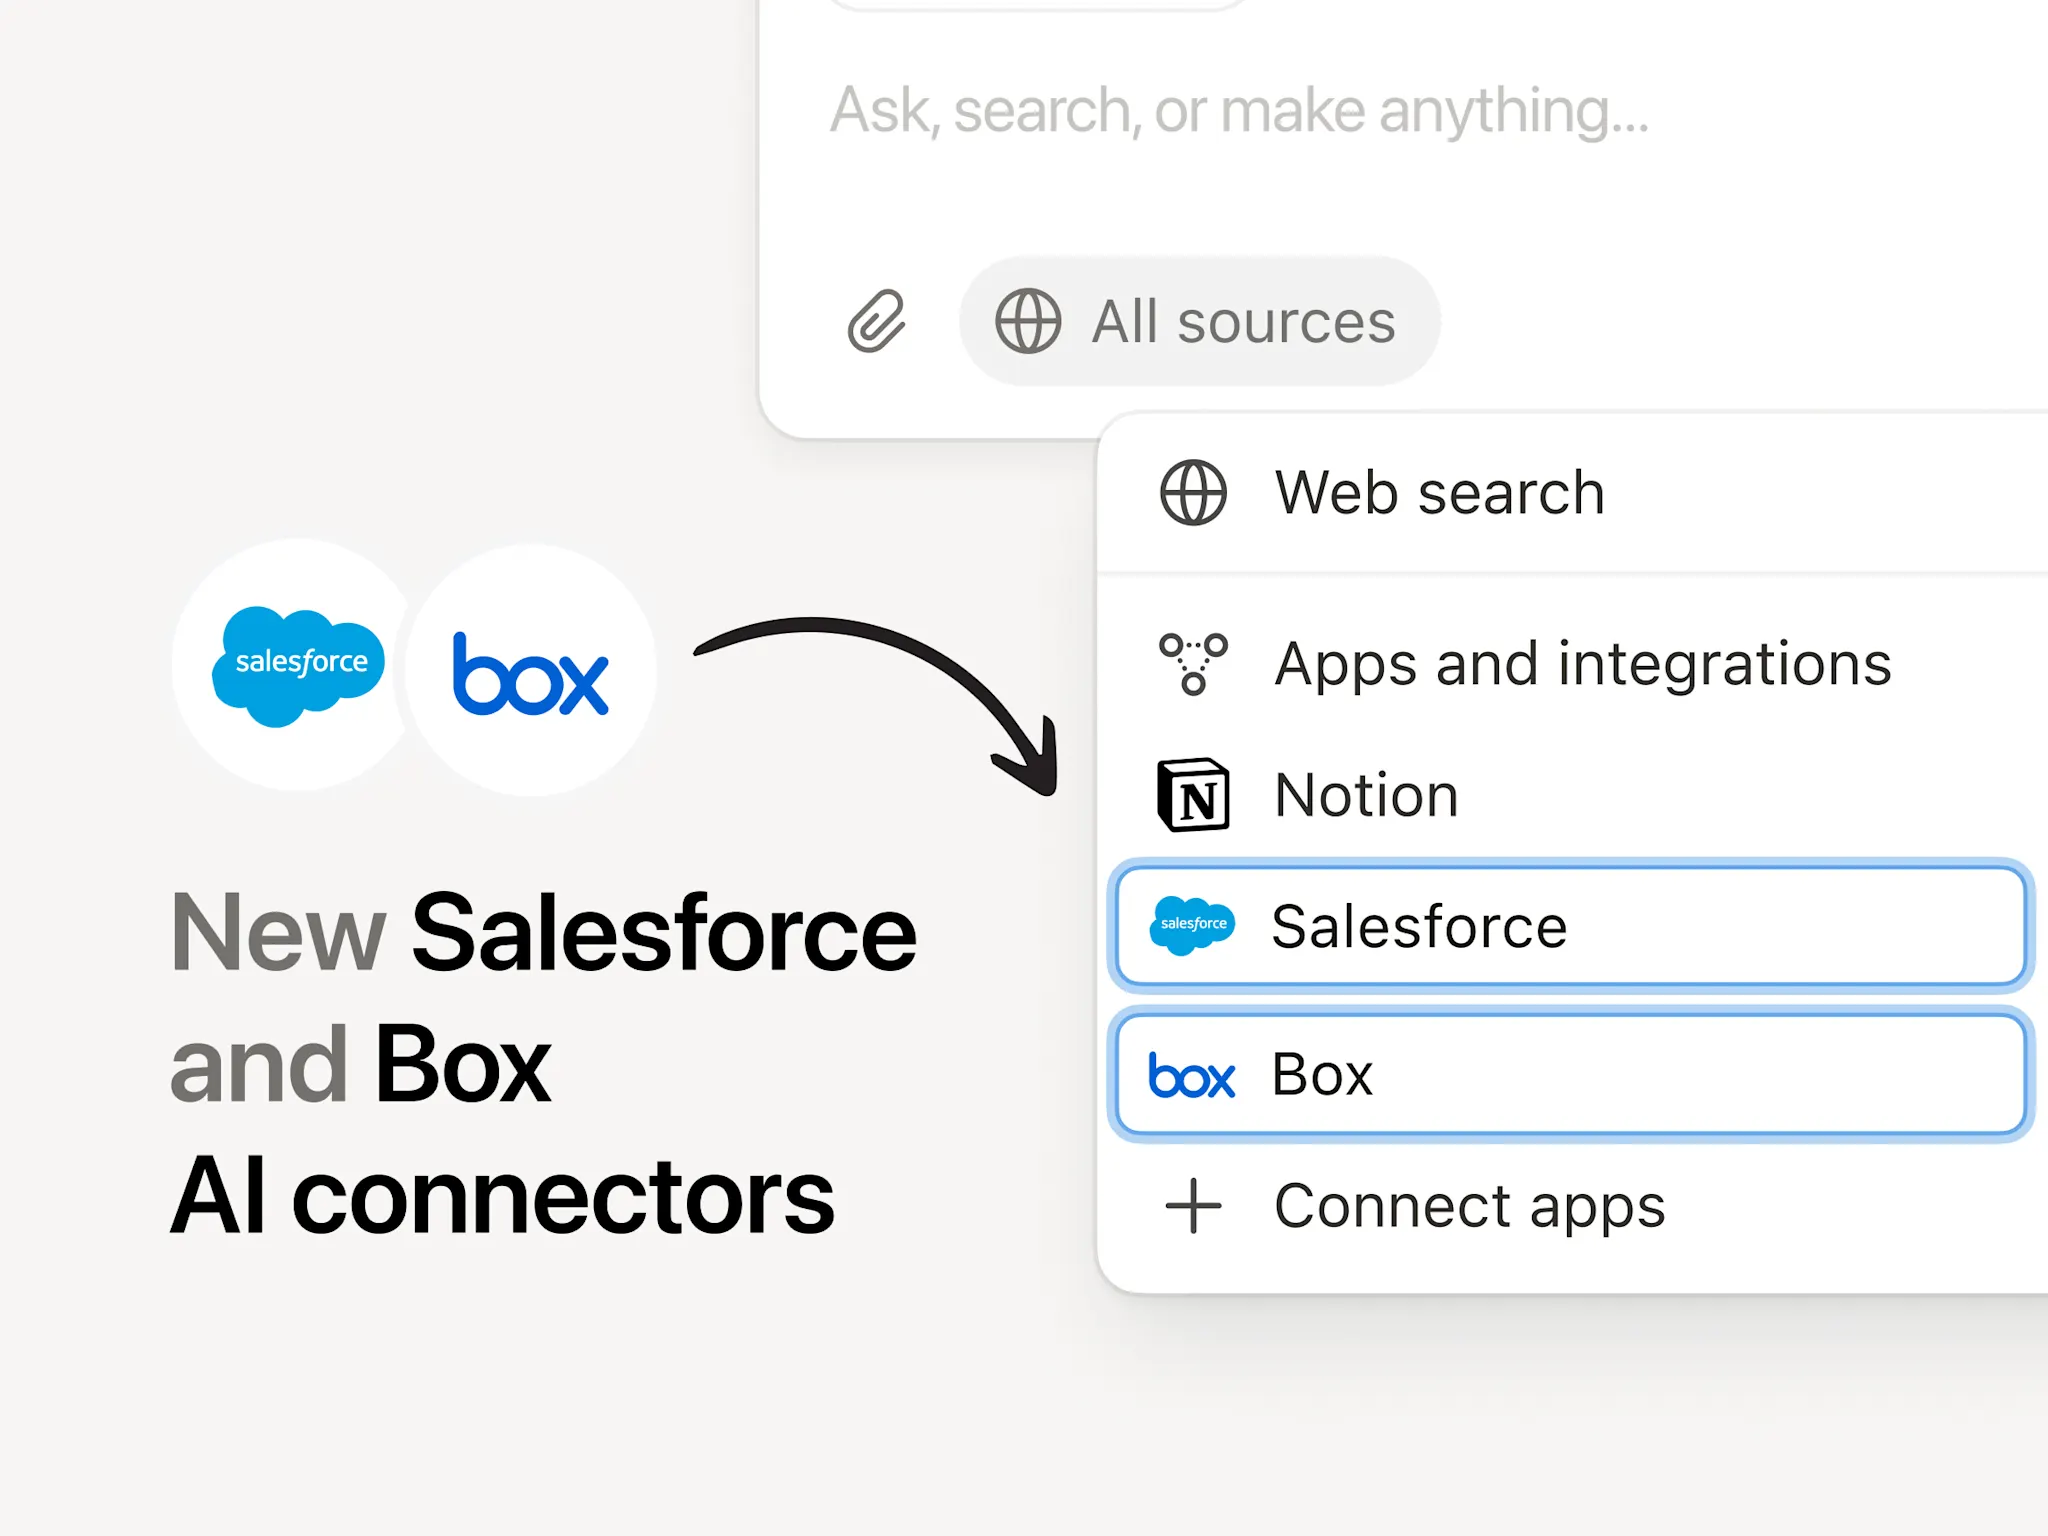 Ask, search, or make anything...
All sources
Web search
Apps and integrations
N Notion
salesforce Salesforce
box Box
Connect apps
salesforce box
New Salesforce
and Box
AI connectors